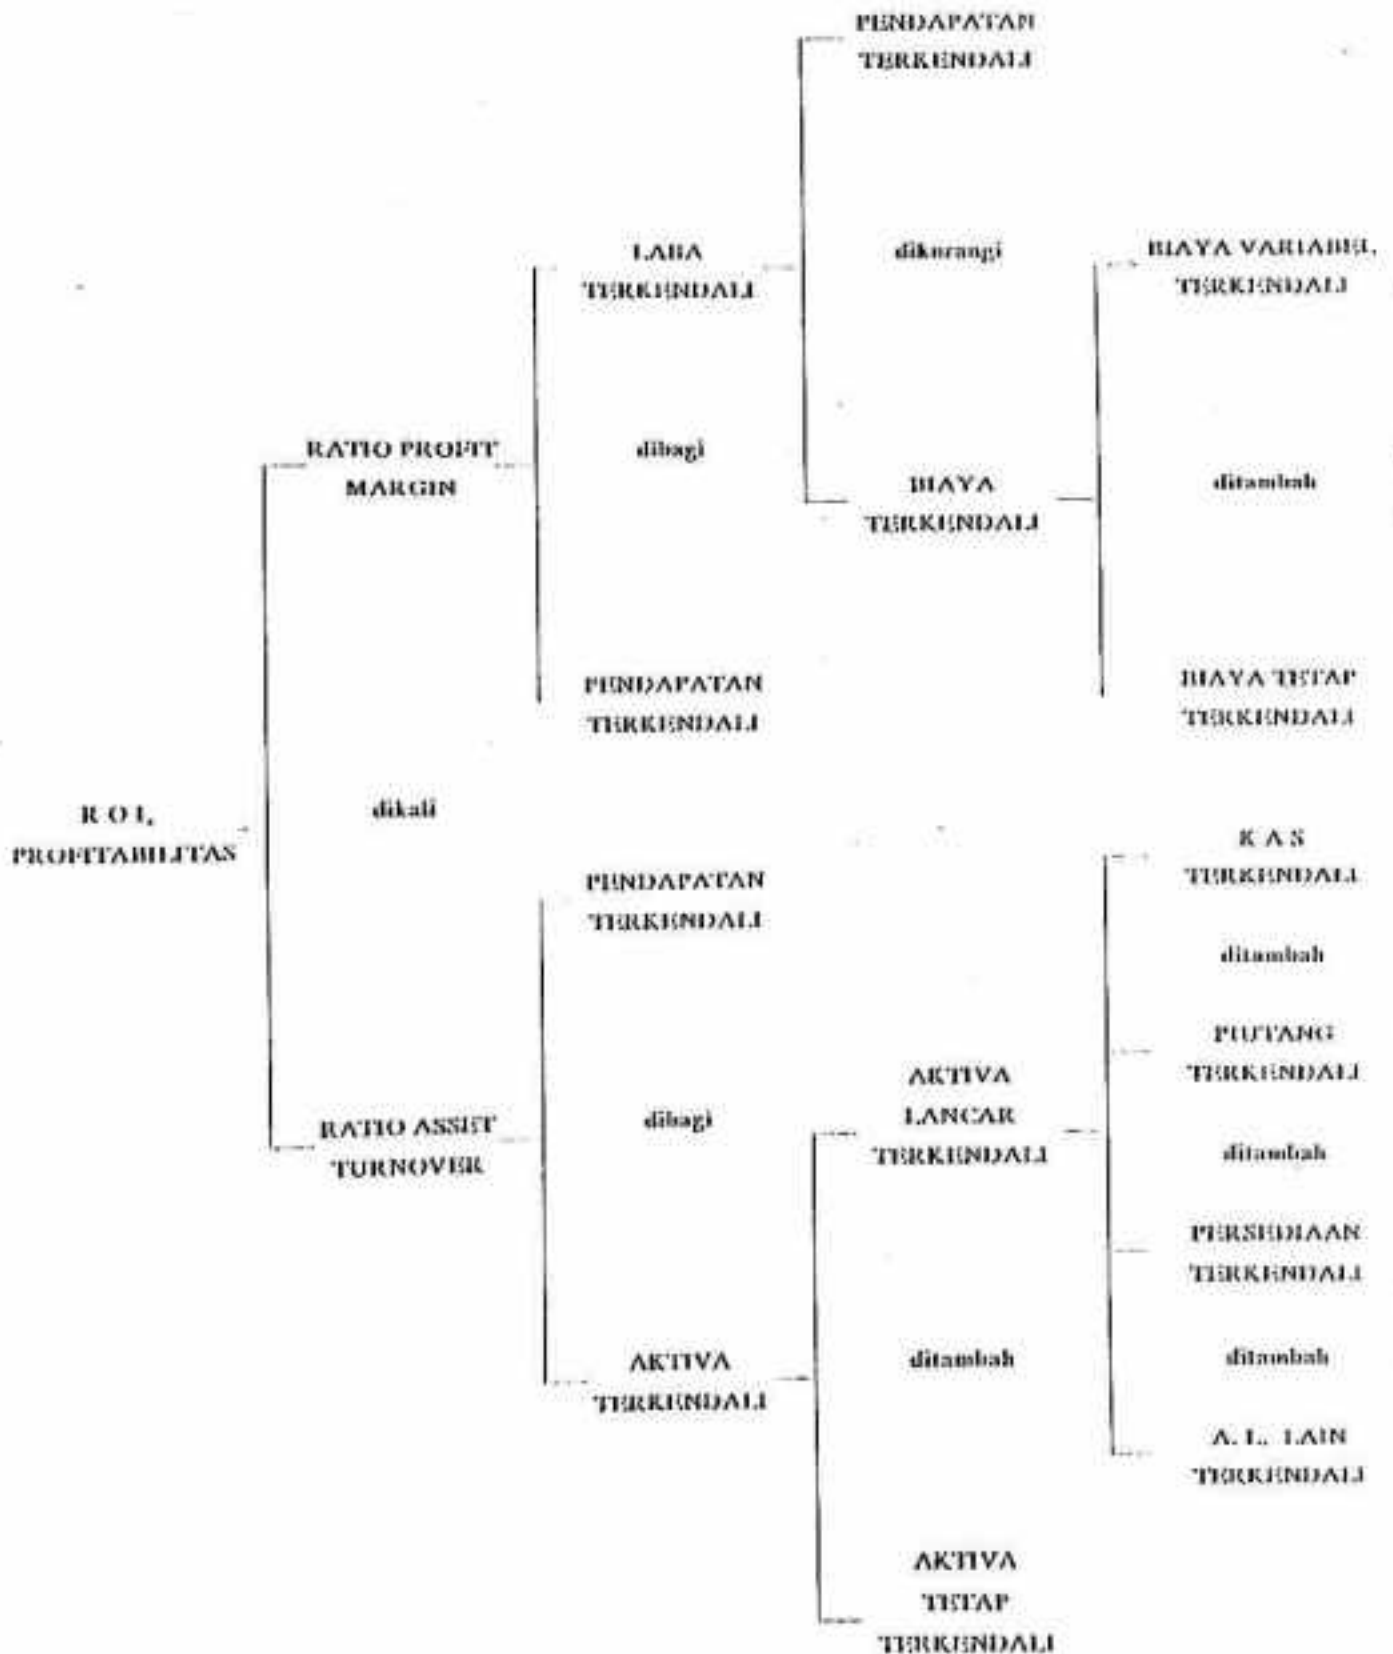 PENDAPATAN
TERKENDALI
LABA
TERKENDALI
dikurangi
BIAYA VARIABEL
TERKENDALI
RATIO PROFIT
MARGIN
dibagi
BIAYA
TERKENDALI
ditambah
PENDAPATAN
TERKENDALI
BIAYA TETAP
TERKENDALI
R O I,
PROFITABILITAS
dikali
PENDAPATAN
TERKENDALI
K A S
TERKENDALI
ditambah
PIUTANG
TERKENDALI
RATIO ASSET
TURNOVER
dibagi
AKTIVA
LANCAR
TERKENDALI
ditambah
PERSEDIAAN
TERKENDALI
AKTIVA
TERKENDALI
ditambah
ditambah
A. L. LAIN
TERKENDALI
AKTIVA
TETAP
TERKENDALI